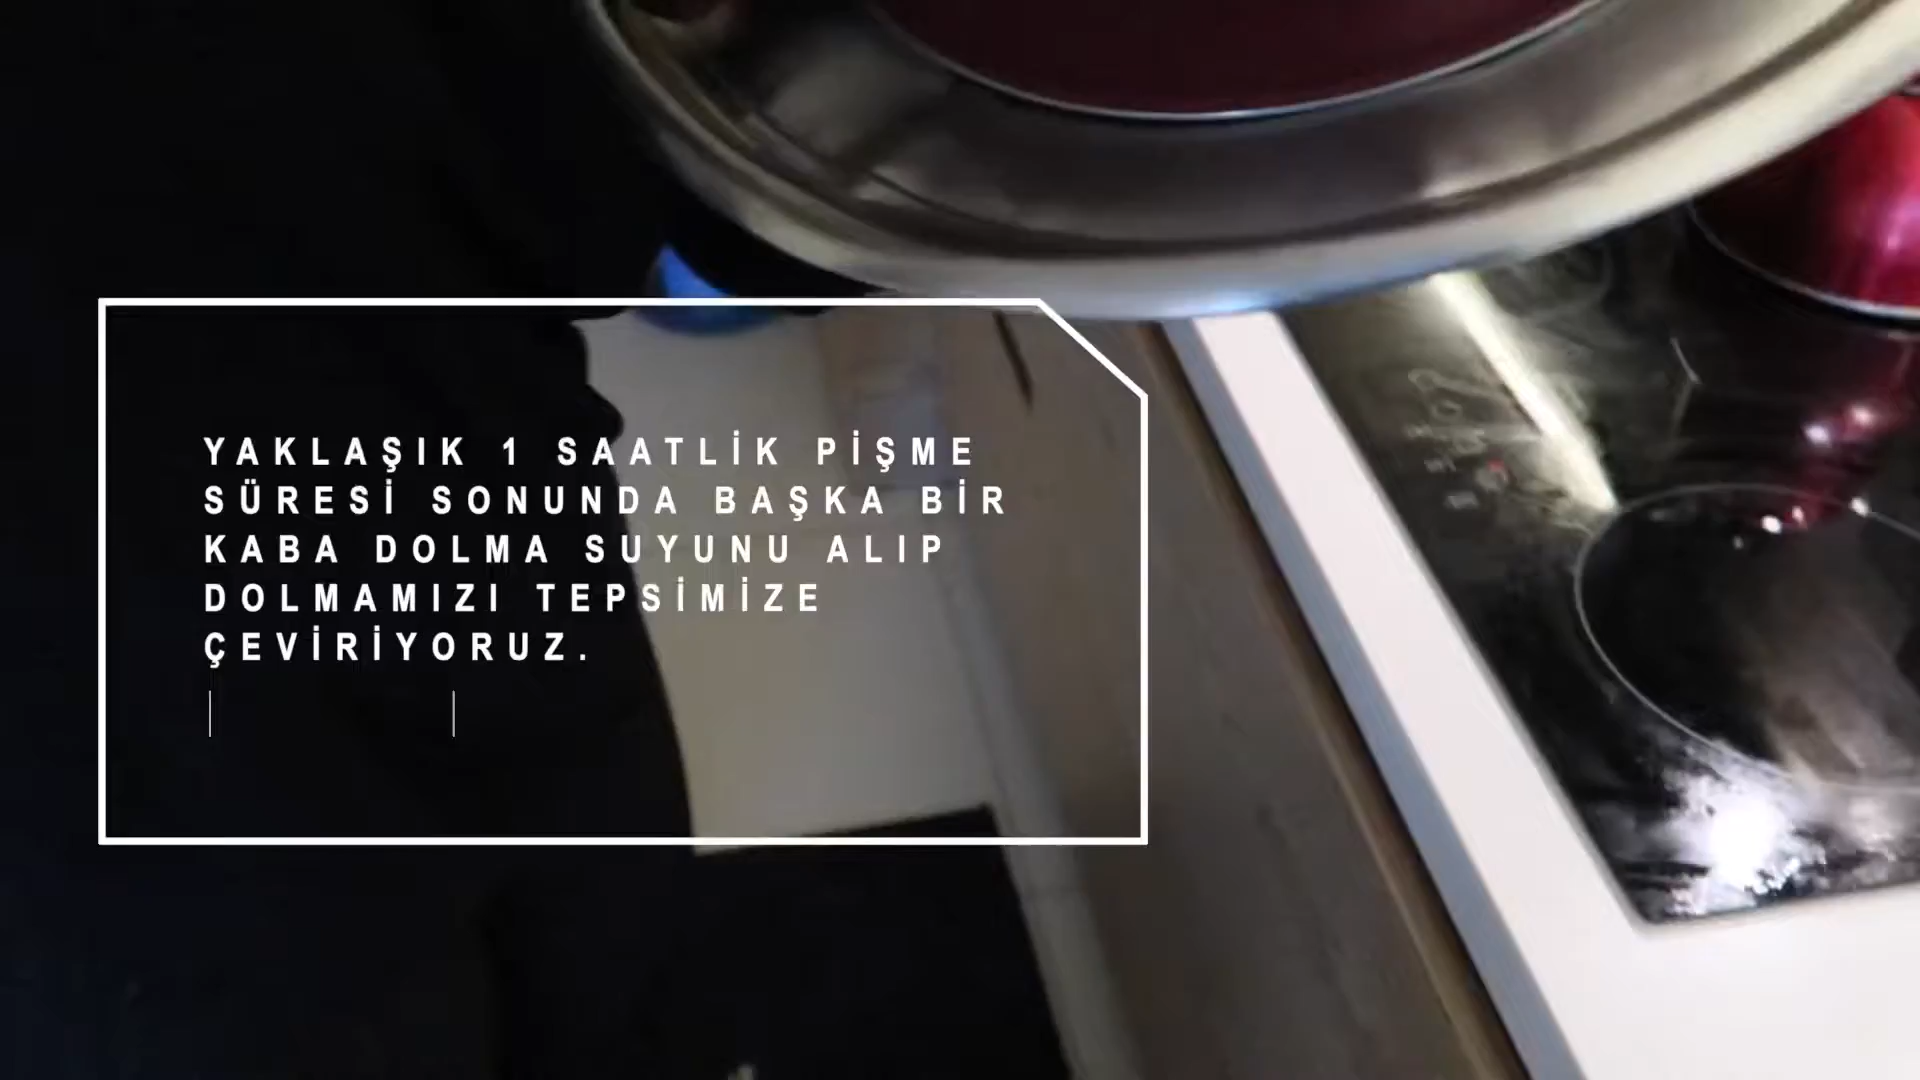 YAKLAŞIK 1 SAATLİK PİŞME
SÜRESİ SONUNDA BAŞKA BİR
KABA DOLMA SUYUNU ALIP
DOLMAMIZI TEPSİMİZE
ÇEVİRİYORUZ.